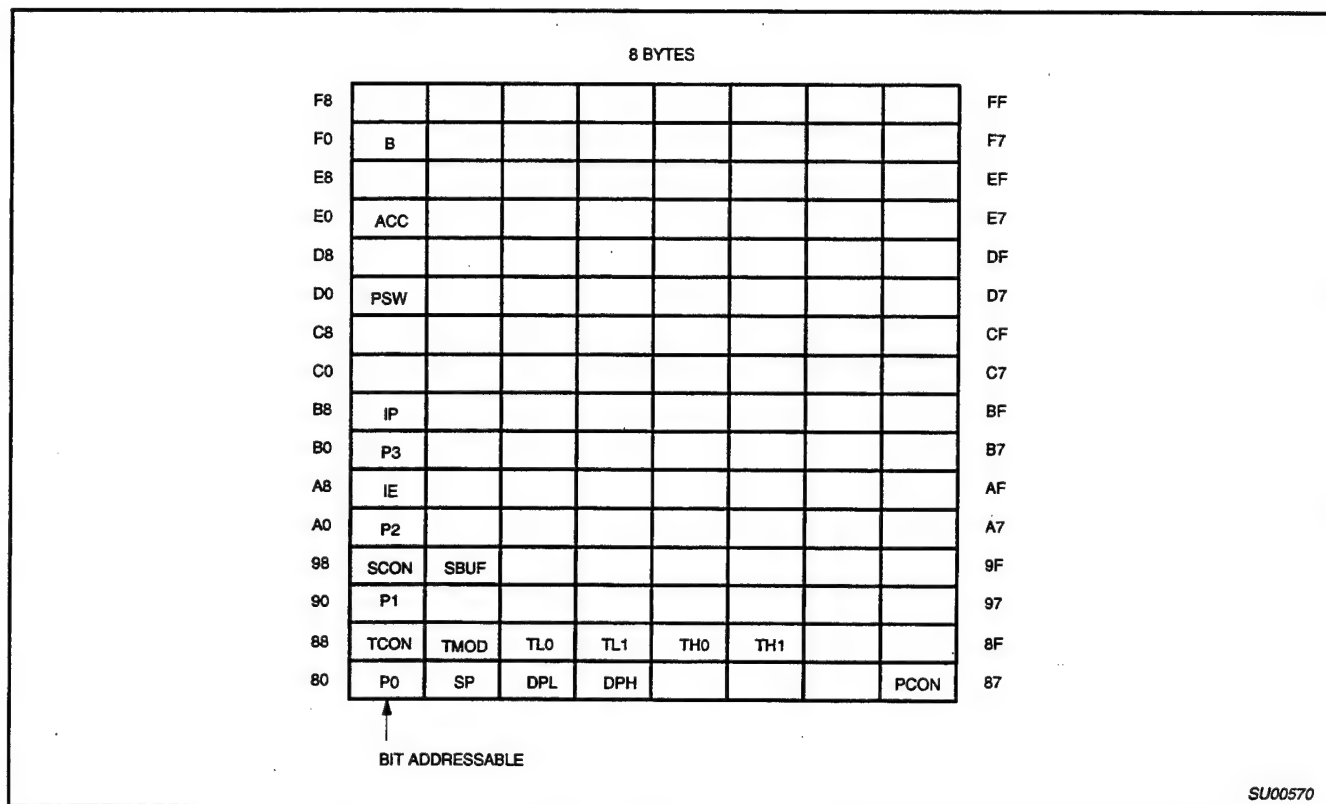 8 BYTES
F8 FF
F0 B F7
E8 EF
E0 ACC E7
D8 DF
D0 PSW D7
C8 CF
C0 C7
B8 IP BF
B0 P3 B7
A8 IE AF
A0 P2 A7
98 SCON SBUF 9F
90 P1 97
88 TCON TMOD TL0 TL1 TH0 TH1 8F
80 P0 SP DPL DPH PCON 87
BIT ADDRESSABLE
SU00570